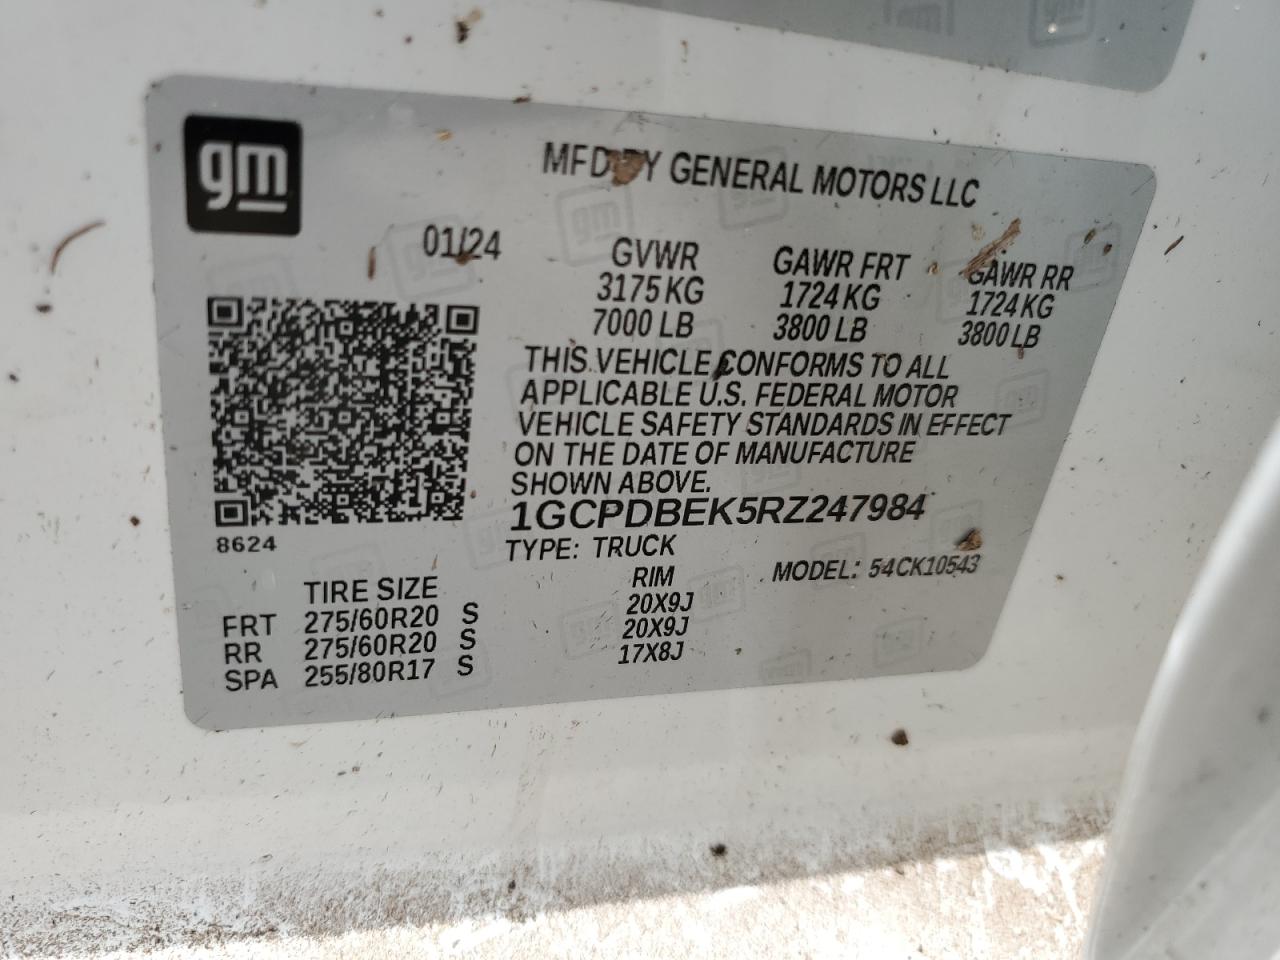 gm
MFD BY GENERAL MOTORS LLC
01/24
GVWR GAWR FRT GAWR RR
3175 KG 1724 KG 1724 KG
7000 LB 3800 LB 3800 LB
THIS VEHICLE CONFORMS TO ALL
APPLICABLE U.S. FEDERAL MOTOR
VEHICLE SAFETY STANDARDS IN EFFECT
ON THE DATE OF MANUFACTURE
SHOWN ABOVE.
1GCPDBEK5RZ247984
8624
TYPE: TRUCK MODEL: 54CK10543
TIRE SIZE RIM
FRT 275/60R20 S 20X9J
RR 275/60R20 S 20X9J
SPA 255/80R17 S 17X8J